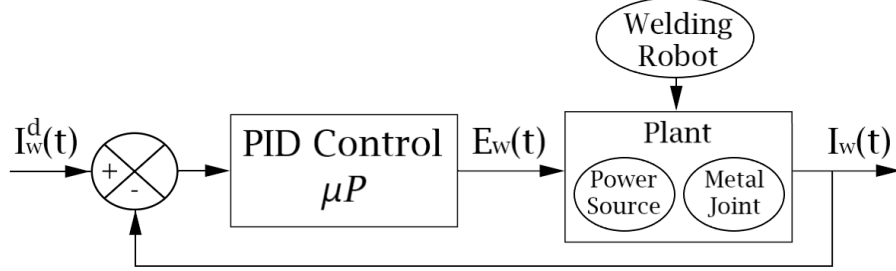 Welding
Robot
I_w^d(t)
+
-
PID Control
μP
E_w(t)
Plant
Power
Source
Metal
Joint
I_w(t)